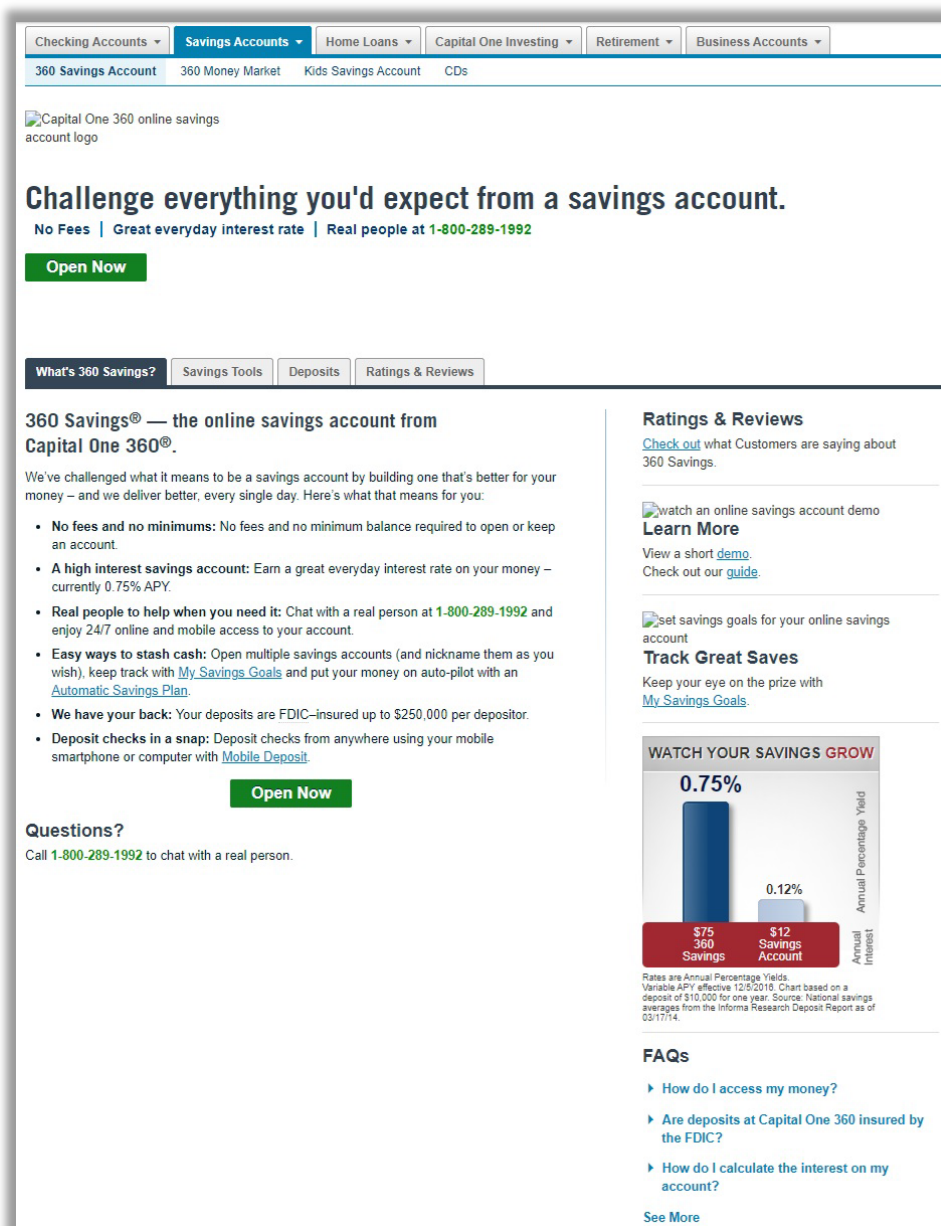 Checking Accounts
Savings Accounts
Home Loans
Capital One Investing
Retirement
Business Accounts
360 Savings Account
360 Money Market
Kids Savings Account
CDs
Capital One 360 online savings
account logo
Challenge everything you'd expect from a savings account.
No Fees | Great everyday interest rate | Real people at 1-800-289-1992
Open Now
What's 360 Savings?
Savings Tools
Deposits
Ratings & Reviews
360 Savings® — the online savings account from
Capital One 360®.
We've challenged what it means to be a savings account by building one that's better for your
money – and we deliver better, every single day. Here's what that means for you:
• No fees and no minimums: No fees and no minimum balance required to open or keep
an account.
• A high interest savings account: Earn a great everyday interest rate on your money –
currently 0.75% APY.
• Real people to help when you need it: Chat with a real person at 1-800-289-1992 and
enjoy 24/7 online and mobile access to your account.
• Easy ways to stash cash: Open multiple savings accounts (and nickname them as you
wish), keep track with My Savings Goals and put your money on auto-pilot with an
Automatic Savings Plan.
• We have your back: Your deposits are FDIC–insured up to $250,000 per depositor.
• Deposit checks in a snap: Deposit checks from anywhere using your mobile
smartphone or computer with Mobile Deposit.
Open Now
Questions?
Call 1-800-289-1992 to chat with a real person.
Ratings & Reviews
Check out what Customers are saying about
360 Savings.
watch an online savings account demo
Learn More
View a short demo.
Check out our guide.
set savings goals for your online savings
account
Track Great Saves
Keep your eye on the prize with
My Savings Goals.
WATCH YOUR SAVINGS GROW
0.75%
0.12%
Annual Percentage Yield
$75
360
Savings
$12
Savings
Account
Annual
Interest
Rates are Annual Percentage Yields.
Variable APY effective 12/5/2016. Chart based on a
deposit of $10,000 for one year. Source: National savings
averages from the Informa Research Deposit Report as of
03/17/14.
FAQs
How do I access my money?
Are deposits at Capital One 360 insured by
the FDIC?
How do I calculate the interest on my
account?
See More